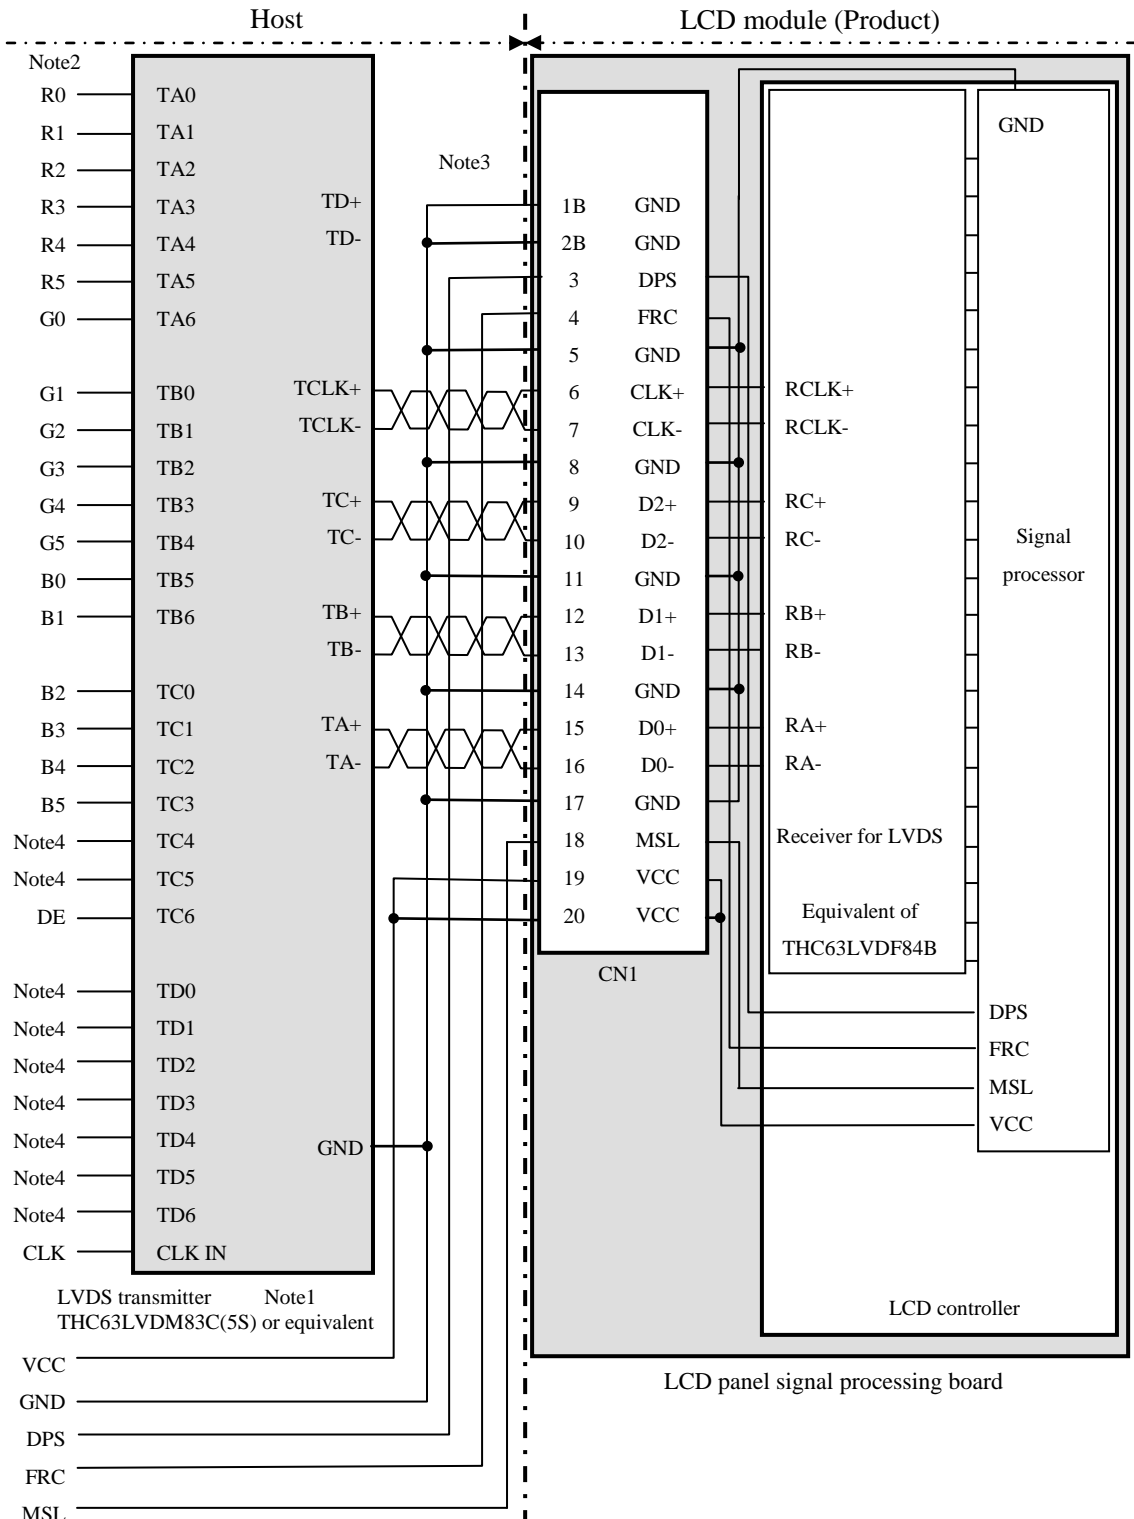 Host
LCD module (Product)
Note2
R0 TA0
R1 TA1
R2 TA2
R3 TA3
R4 TA4
R5 TA5
G0 TA6
G1 TB0
G2 TB1
G3 TB2
G4 TB3
G5 TB4
B0 TB5
B1 TB6
B2 TC0
B3 TC1
B4 TC2
B5 TC3
Note4 TC4
Note4 TC5
DE TC6
Note4 TD0
Note4 TD1
Note4 TD2
Note4 TD3
Note4 TD4
Note4 TD5
Note4 TD6
CLK CLK IN
TD+
TD-
TCLK+
TCLK-
TC+
TC-
TB+
TB-
TA+
TA-
GND
LVDS transmitter Note1
THC63LVDM83C(5S) or equivalent
VCC
GND
DPS
FRC
MSL
Note3
1B GND
2B GND
3 DPS
4 FRC
5 GND
6 CLK+
7 CLK-
8 GND
9 D2+
10 D2-
11 GND
12 D1+
13 D1-
14 GND
15 D0+
16 D0-
17 GND
18 MSL
19 VCC
20 VCC
CN1
RCLK+
RCLK-
RC+
RC-
RB+
RB-
RA+
RA-
Receiver for LVDS
Equivalent of
THC63LVDF84B
GND
Signal
processor
DPS
FRC
MSL
VCC
LCD controller
LCD panel signal processing board